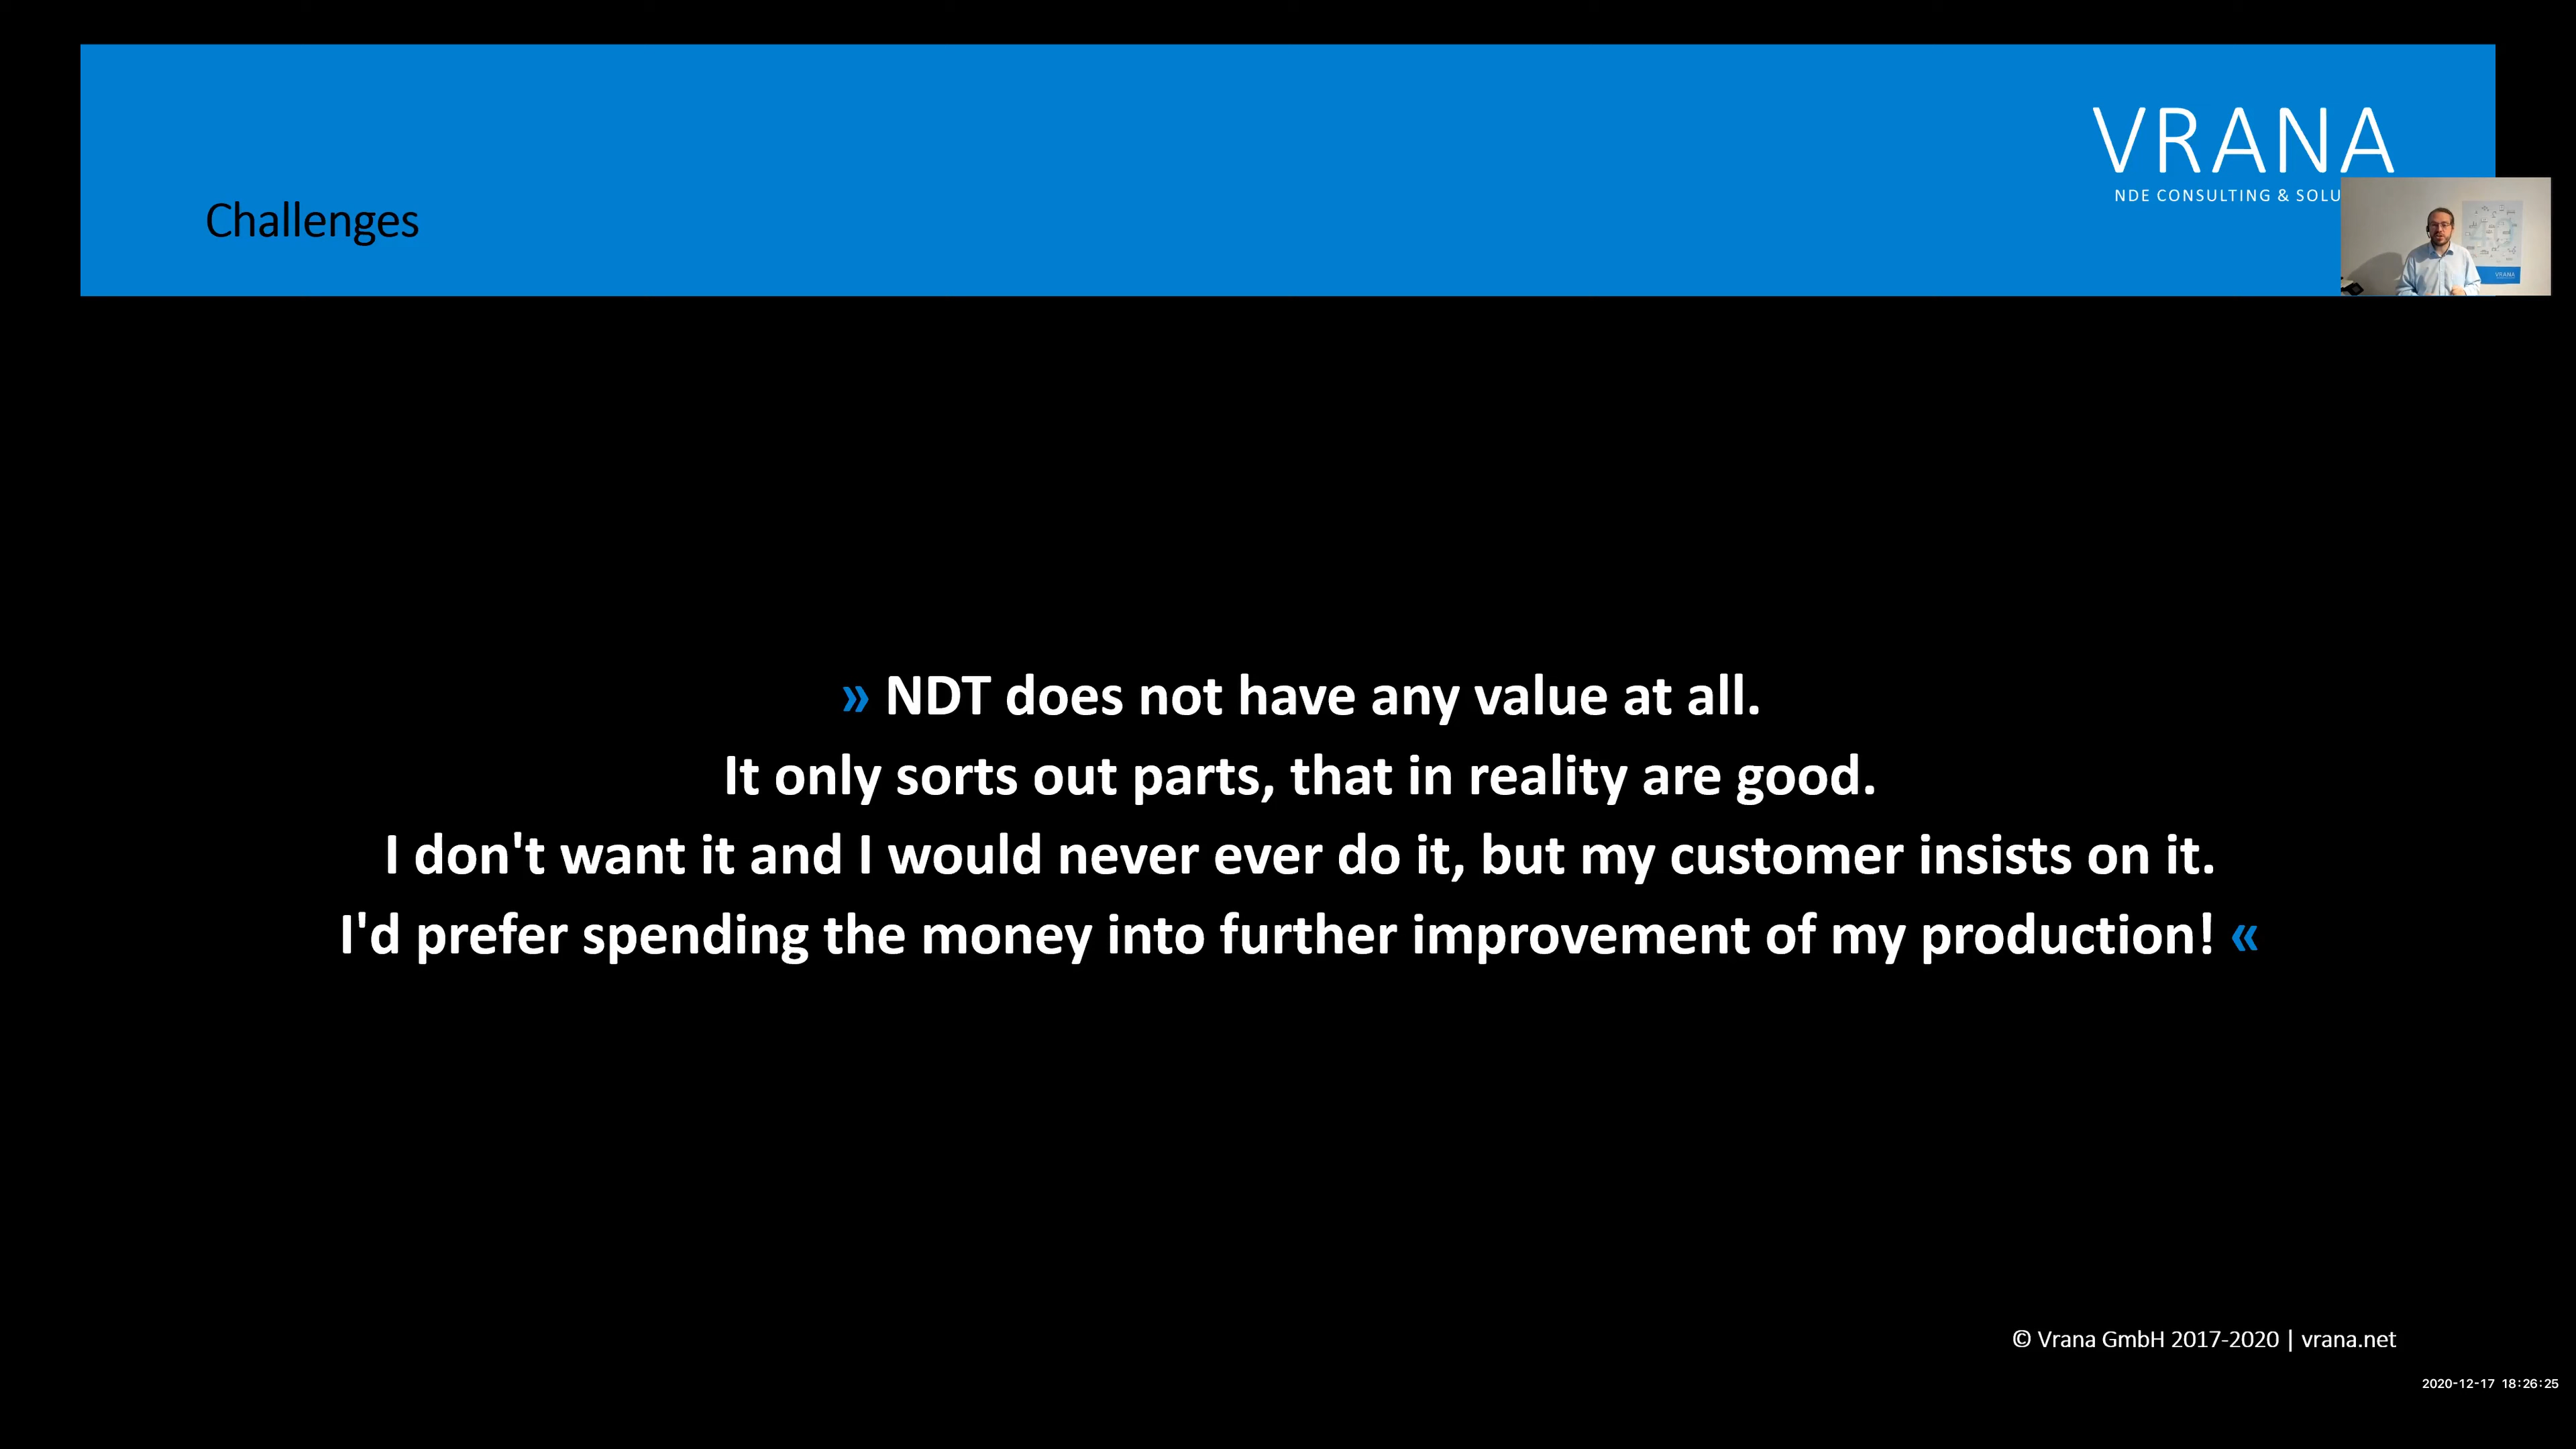 VRANA
NDE CONSULTING & SOLU
Challenges
VRANA
» NDT does not have any value at all.
It only sorts out parts, that in reality are good.
I don't want it and I would never ever do it, but my customer insists on it.
I'd prefer spending the money into further improvement of my production! «
© Vrana GmbH 2017-2020 | vrana.net
2020-12-17 18:26:25